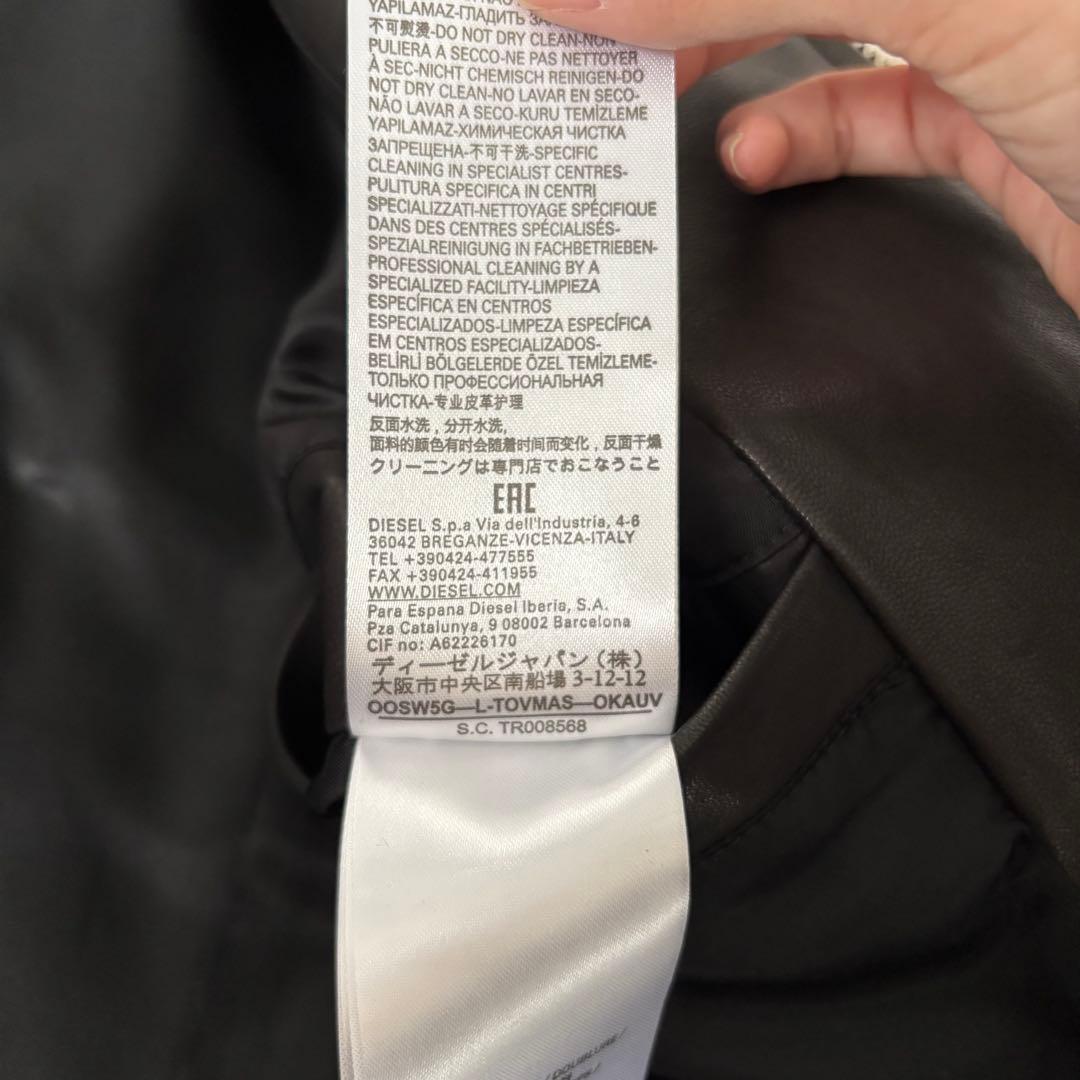 YAPILAMAZ-ГЛАДИТЬ
不可熨烫-DO NOT DRY CLEAN-NON
PULIERA A SECCO-NE PAS NETTOYER
À SEC-NICHT CHEMISCH REINIGEN-DO
NOT DRY CLEAN-NO LAVAR EN SECO-
NÃO LAVAR A SECO-KURU TEMİZLEME
YAPILAMAZ-ХИМИЧЕСКАЯ ЧИСТКА
ЗАПРЕЩЕНА-不可干洗-SPECIFIC
CLEANING IN SPECIALIST CENTRES-
PULITURA SPECIFICA IN CENTRI
SPECIALIZZATI-NETTOYAGE SPÉCIFIQUE
DANS DES CENTRES SPÉCIALISÉS-
SPEZIALREINIGUNG IN FACHBETRIEBEN-
PROFESSIONAL CLEANING BY A
SPECIALIZED FACILITY-LIMPIEZA
ESPECÍFICA EN CENTROS
ESPECIALIZADOS-LIMPEZA ESPECÍFICA
EM CENTROS ESPECIALIZADOS-
BELİRLİ BÖLGELERDE ÖZEL TEMİZLEME-
ТОЛЬКО ПРОФЕССИОНАЛЬНАЯ
ЧИСТКА-专业皮革护理
反面水洗，分开水洗,
面料的颜色有时会随着时间而变化，反面干燥
クリーニングは専門店でおこなうこと
EAC
DIESEL S.p.a Via dell'Industria, 4-6
36042 BREGANZE-VICENZA-ITALY
TEL +390424-477555
FAX +390424-411955
WWW.DIESEL.COM
Para Espana Diesel Iberia, S.A.
Pza Catalunya, 9 08002 Barcelona
CIF no: A62226170
ディーゼルジャパン（株）
大阪市中央区南船場 3-12-12
OOSW5G—L-TOVMAS—OKAUV
S.C. TR008568
/DOUBLURE/